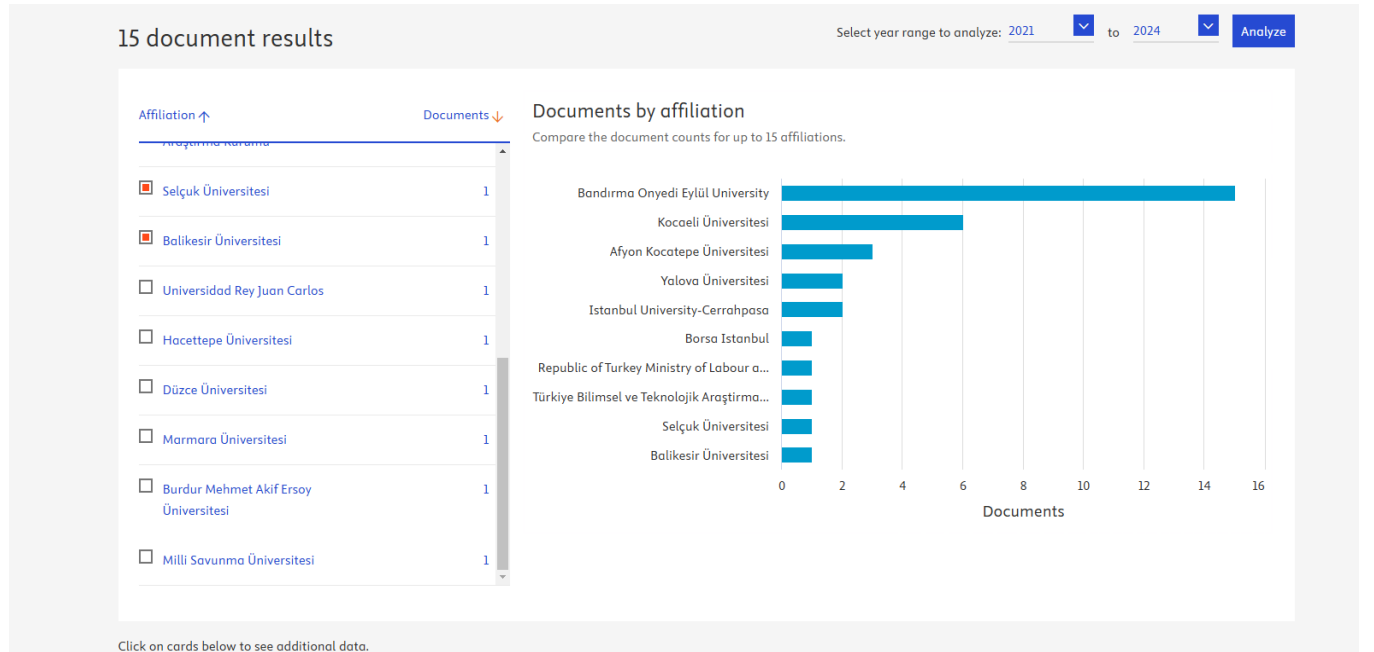 15 document results
Select year range to analyze: 2021 to 2024 Analyze
Affiliation Documents
Araştırma Kurumu
Selçuk Üniversitesi 1
Balikesir Üniversitesi 1
Universidad Rey Juan Carlos 1
Hacettepe Üniversitesi 1
Düzce Üniversitesi 1
Marmara Üniversitesi 1
Burdur Mehmet Akif Ersoy 1
Üniversitesi
Milli Savunma Üniversitesi 1
Documents by affiliation
Compare the document counts for up to 15 affiliations.
Bandırma Onyedi Eylül University
Kocaeli Üniversitesi
Afyon Kocatepe Üniversitesi
Yalova Üniversitesi
Istanbul University-Cerrahpasa
Borsa Istanbul
Republic of Turkey Ministry of Labour a...
Türkiye Bilimsel ve Teknolojik Araştırma...
Selçuk Üniversitesi
Balikesir Üniversitesi
0 2 4 6 8 10 12 14 16
Documents
Click on cards below to see additional data.